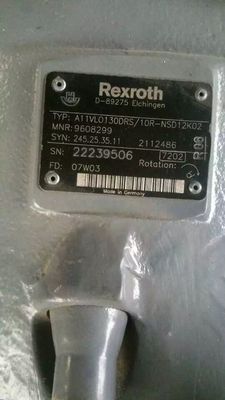 Rexroth
D-89275 Elchingen
TYP: A11VLO130DRS/10R-NSD12K02
MNR: 9608299
SYN: 245.25.35.11 2112486
SN: 22239506 7202
FD: 07W03 Rotation:
Made in Germany